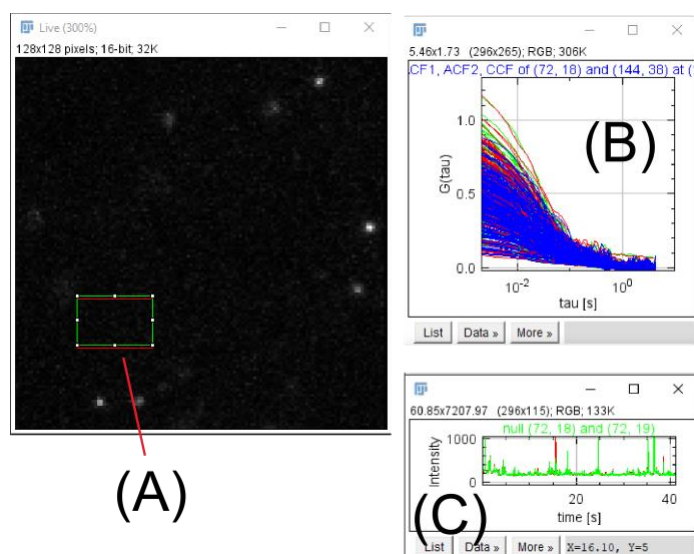 Live (300%)
128x128 pixels; 16-bit; 32K
(A)
5.46x1.73 (296x265); RGB; 306K
.CF1, ACF2, CCF of (72, 18) and (144, 38) at (
(B)
G(tau)
1.0
0.5
0.0
10-2
100
tau [s]
List Data » More »
60.85x7207.97 (296x115); RGB; 133K
null (72, 18) and (72, 19)
Intensity
1000
0
20
40
time [s]
(C)
List Data » More » X=16.10, Y=5